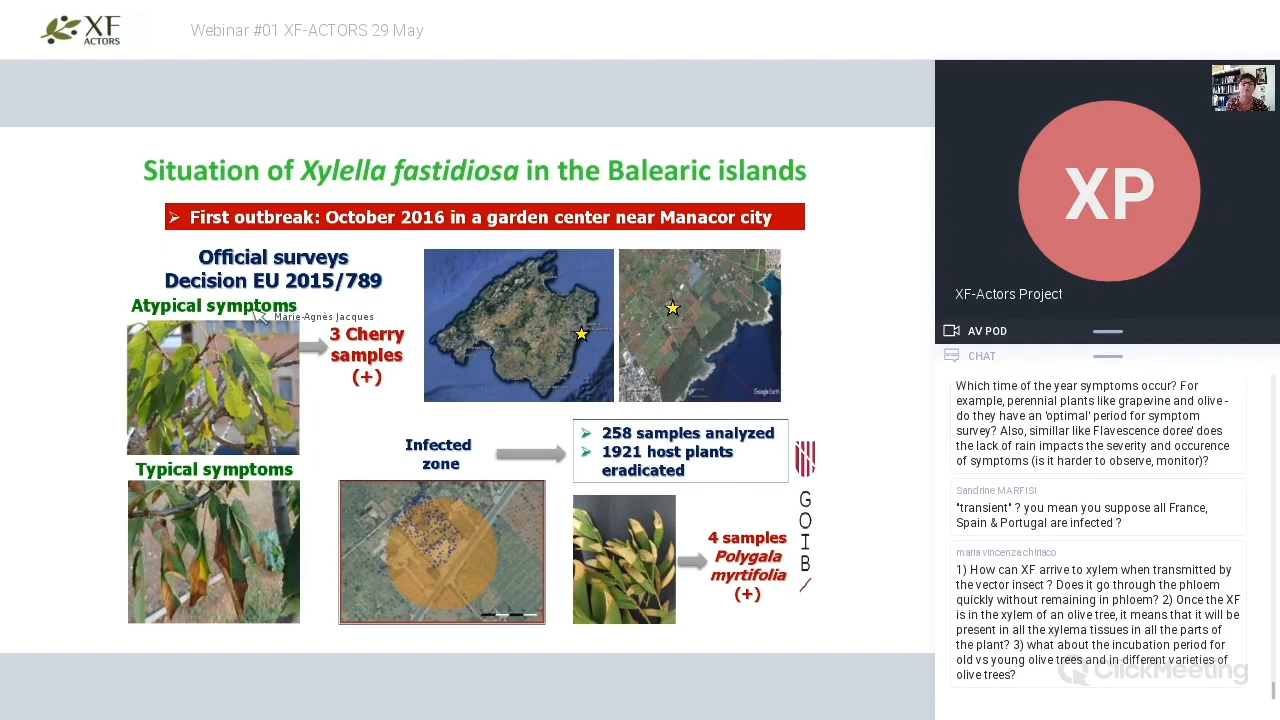 XF
ACTORS
Webinar #01 XF-ACTORS 29 May
Situation of Xylella fastidiosa in the Balearic islands
First outbreak: October 2016 in a garden center near Manacor city
Official surveys
Decision EU 2015/789
Atypical symptoms
Marie-Agnès Jacques
3 Cherry
samples
(+)
Google Earth
Typical symptoms
Infected
zone
258 samples analyzed
1921 host plants
eradicated
4 samples
Polygala
myrtifolia
(+)
G
O
I
B
/
XP
XF-Actors Project
AV POD
CHAT
Which time of the year symptoms occur? For
example, perennial plants like grapevine and olive -
do they have an 'optimal' period for symptom
survey? Also, simillar like Flavescence doree' does
the lack of rain impacts the severity and occurence
of symptoms (is it harder to observe, monitor)?
Sandrine MARFISI
"transient" ? you mean you suppose all France,
Spain & Portugal are infected ?
maria vincenza chiriaco
1) How can XF arrive to xylem when transmitted by
the vector insect ? Does it go through the phloem
quickly without remaining in phloem? 2) Once the XF
is in the xylem of an olive tree, it means that it will be
present in all the xylema tissues in all the parts of
the plant? 3) what about the incubation period for
old vs young olive trees and in different varieties of
olive trees?
ClickMeeting